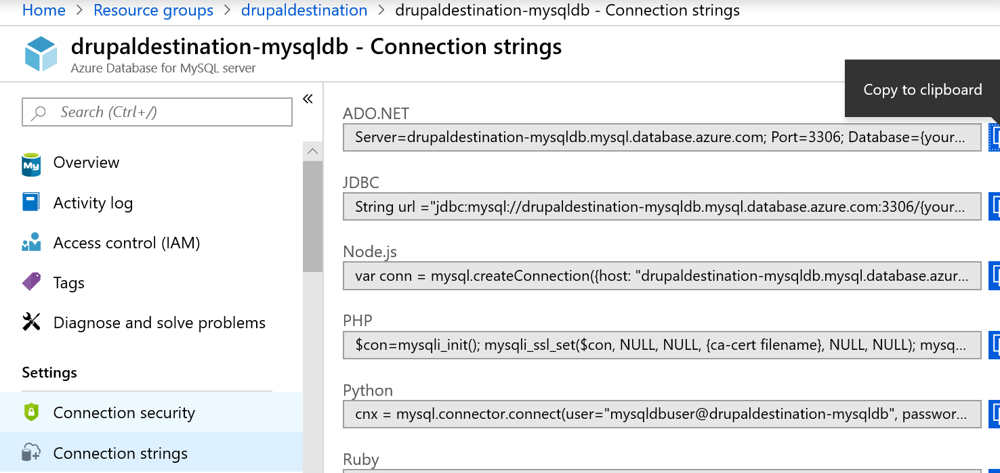 Home > Resource groups > drupaldestination > drupaldestination-mysqldb - Connection strings
drupaldestination-mysqldb - Connection strings
Azure Database for MySQL server
Copy to clipboard
Search (Ctrl+/)
«
My Overview
Activity log
Access control (IAM)
Tags
Diagnose and solve problems
Settings
Connection security
Connection strings
ADO.NET
Server=drupaldestination-mysqldb.mysql.database.azure.com; Port=3306; Database={your...
JDBC
String url ="jdbc:mysql://drupaldestination-mysqldb.mysql.database.azure.com:3306/{your...
Node.js
var conn = mysql.createConnection({host: "drupaldestination-mysqldb.mysql.database.azur...
PHP
$con=mysqli_init(); mysqli_ssl_set($con, NULL, NULL, {ca-cert filename}, NULL, NULL); mysq...
Python
cnx = mysql.connector.connect(user="mysqldbuser@drupaldestination-mysqldb", passwor...
Ruby